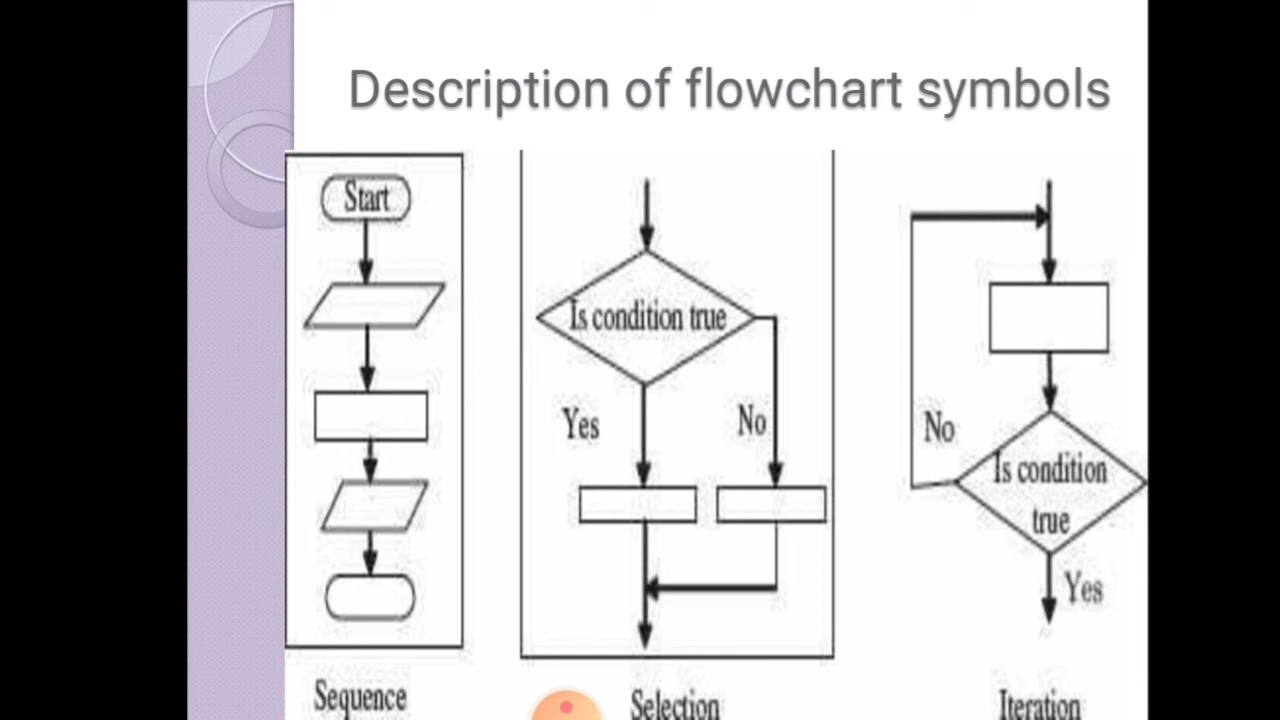 Description of flowchart symbols
Start
Sequence
Is condition true
Yes
No
Selection
No
Is condition
true
Yes
Iteration